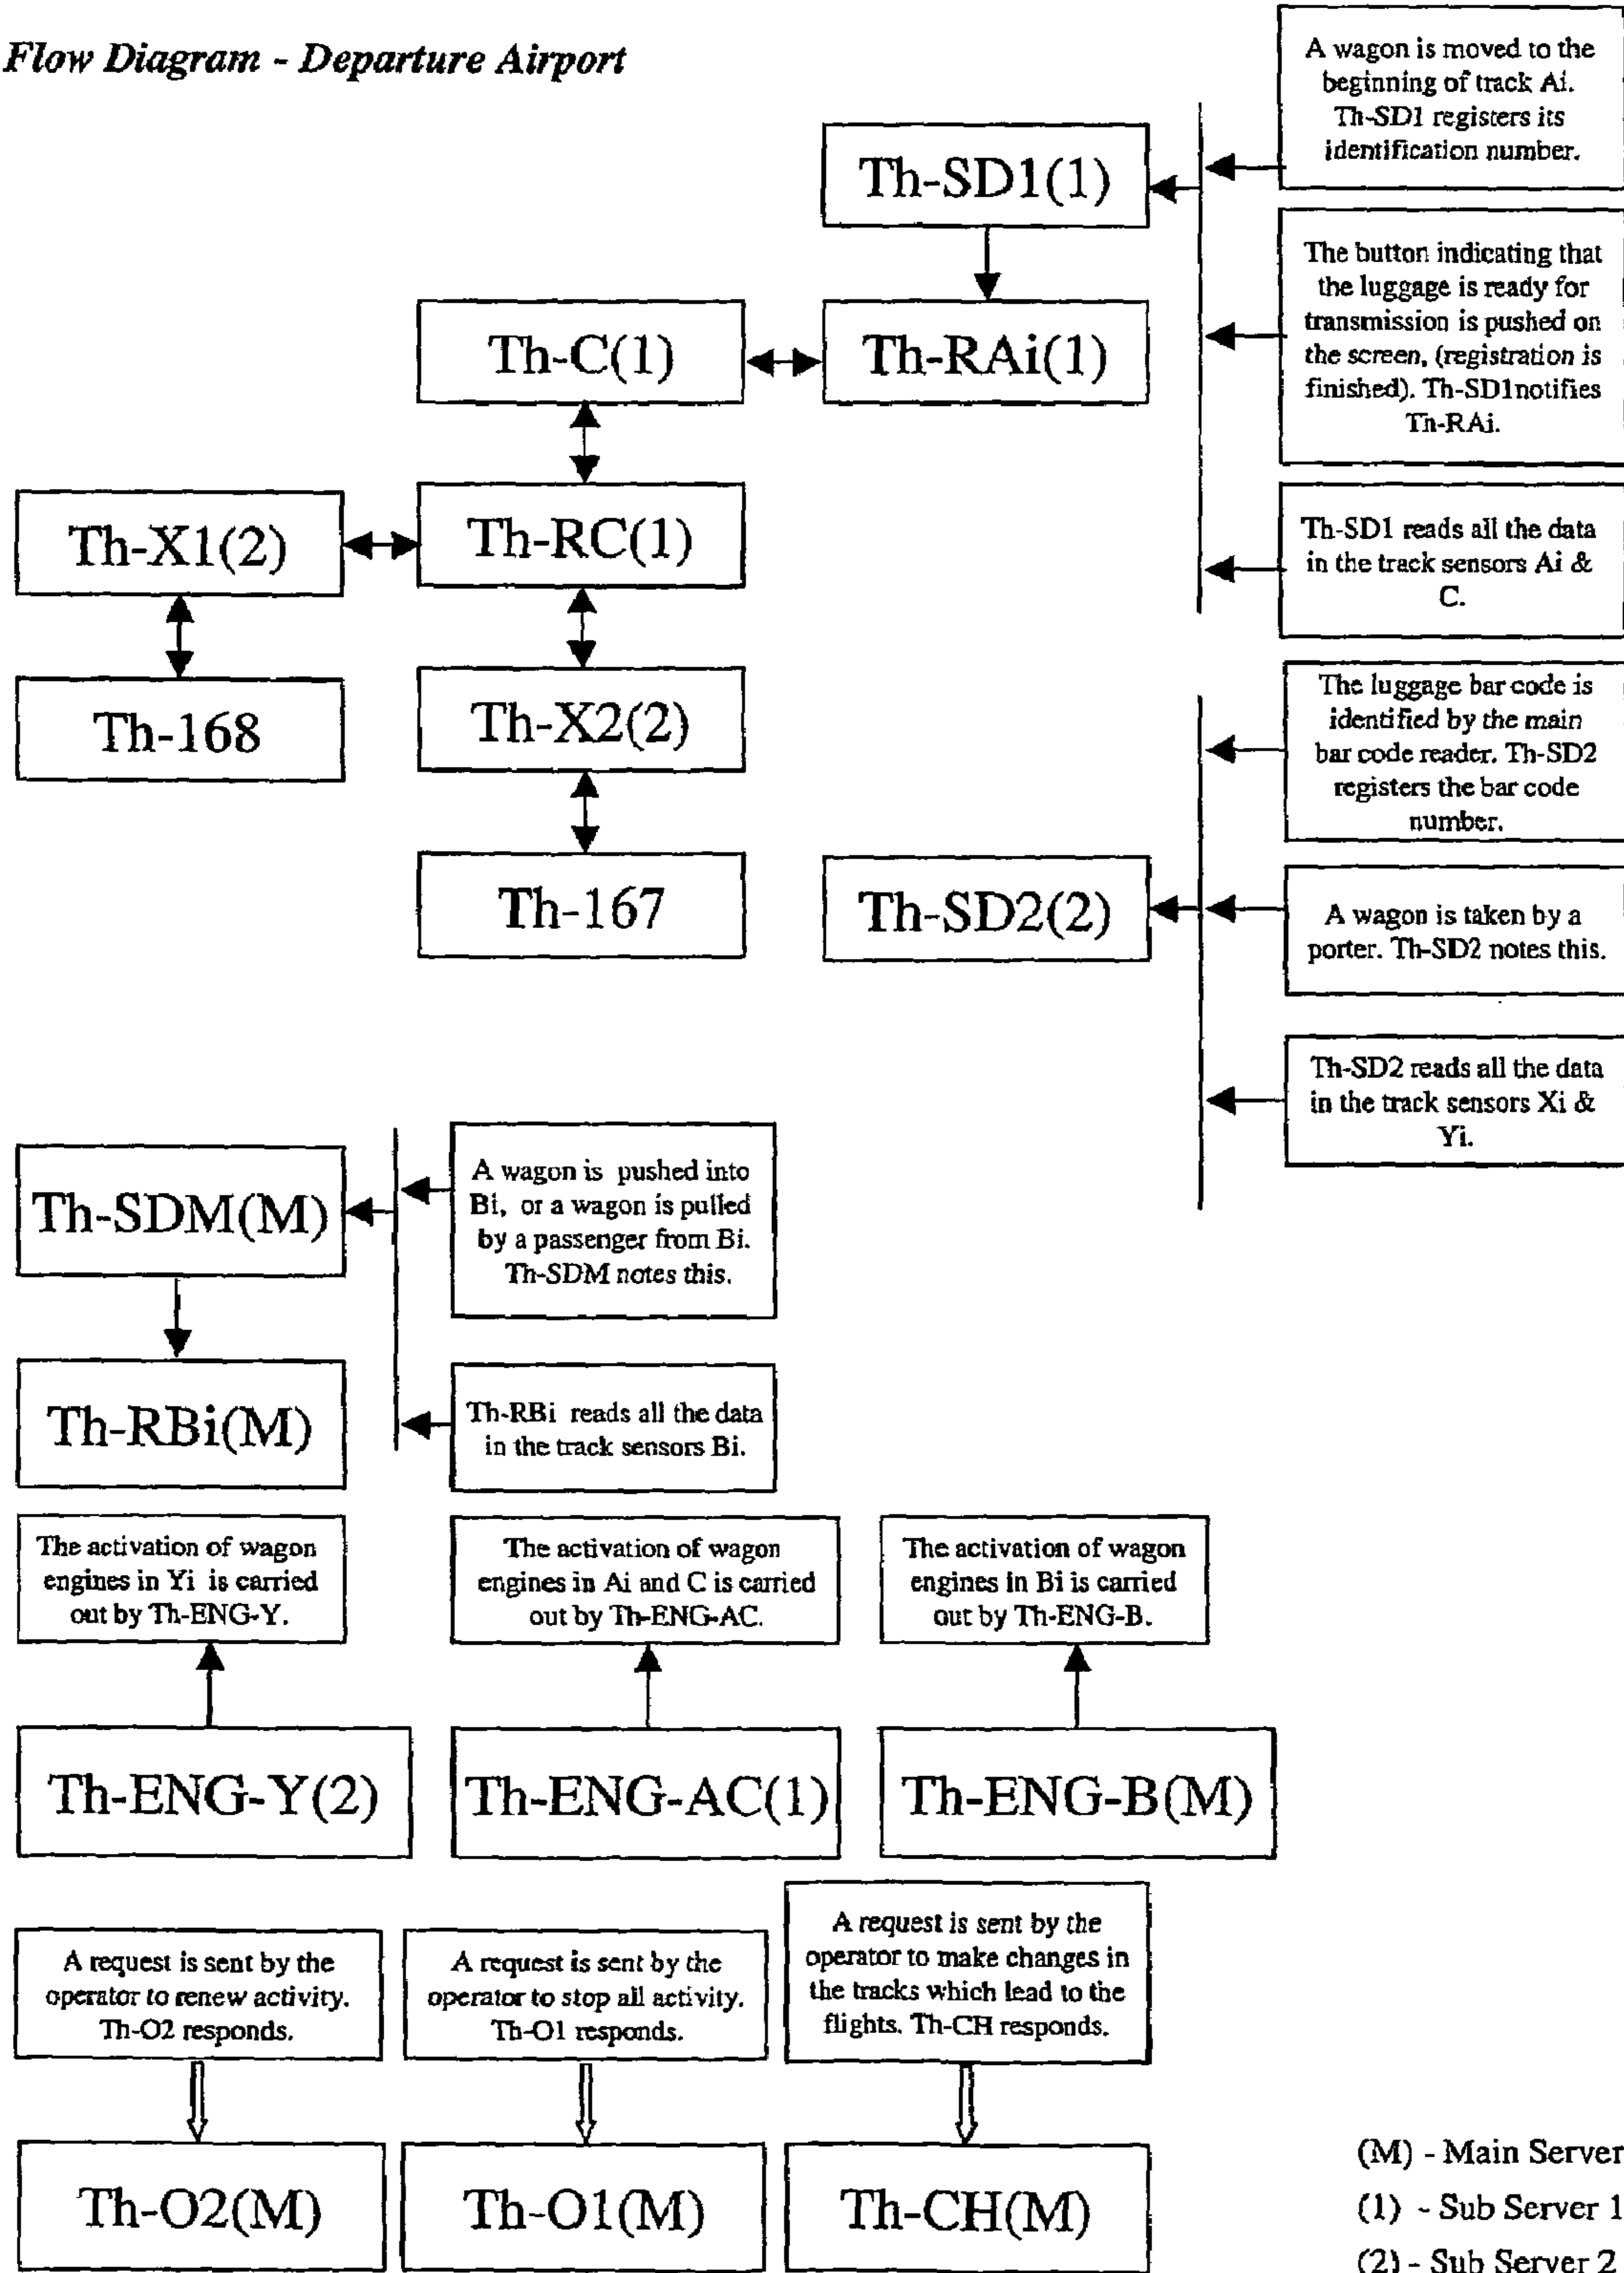 Flow Diagram - Departure Airport
A wagon is moved to the
beginning of track Ai.
Th-SD1 registers its
identification number.
Th-SD1(1)
The button indicating that
the luggage is ready for
transmission is pushed on
the screen, (registration is
finished). Th-SD1notifies
Th-RAi.
Th-C(1)
Th-RAi(1)
Th-SD1 reads all the data
in the track sensors Ai &
C.
Th-X1(2)
Th-RC(1)
Th-168
Th-X2(2)
The luggage bar code is
identified by the main
bar code reader. Th-SD2
registers the bar code
number.
Th-167
Th-SD2(2)
A wagon is taken by a
porter. Th-SD2 notes this.
Th-SD2 reads all the data
in the track sensors Xi &
Yi.
Th-SDM(M)
A wagon is pushed into
Bi, or a wagon is pulled
by a passenger from Bi.
Th-SDM notes this.
Th-RBi(M)
Th-RBi reads all the data
in the track sensors Bi.
The activation of wagon
engines in Yi is carried
out by Th-ENG-Y.
The activation of wagon
engines in Ai and C is carried
out by Th-ENG-AC.
The activation of wagon
engines in Bi is carried
out by Th-ENG-B.
Th-ENG-Y(2)
Th-ENG-AC(1)
Th-ENG-B(M)
A request is sent by the
operator to renew activity.
Th-O2 responds.
A request is sent by the
operator to stop all activity.
Th-O1 responds.
A request is sent by the
operator to make changes in
the tracks which lead to the
flights. Th-CH responds.
Th-O2(M)
Th-O1(M)
Th-CH(M)
(M) - Main Server
(1) - Sub Server 1
(2) - Sub Server 2